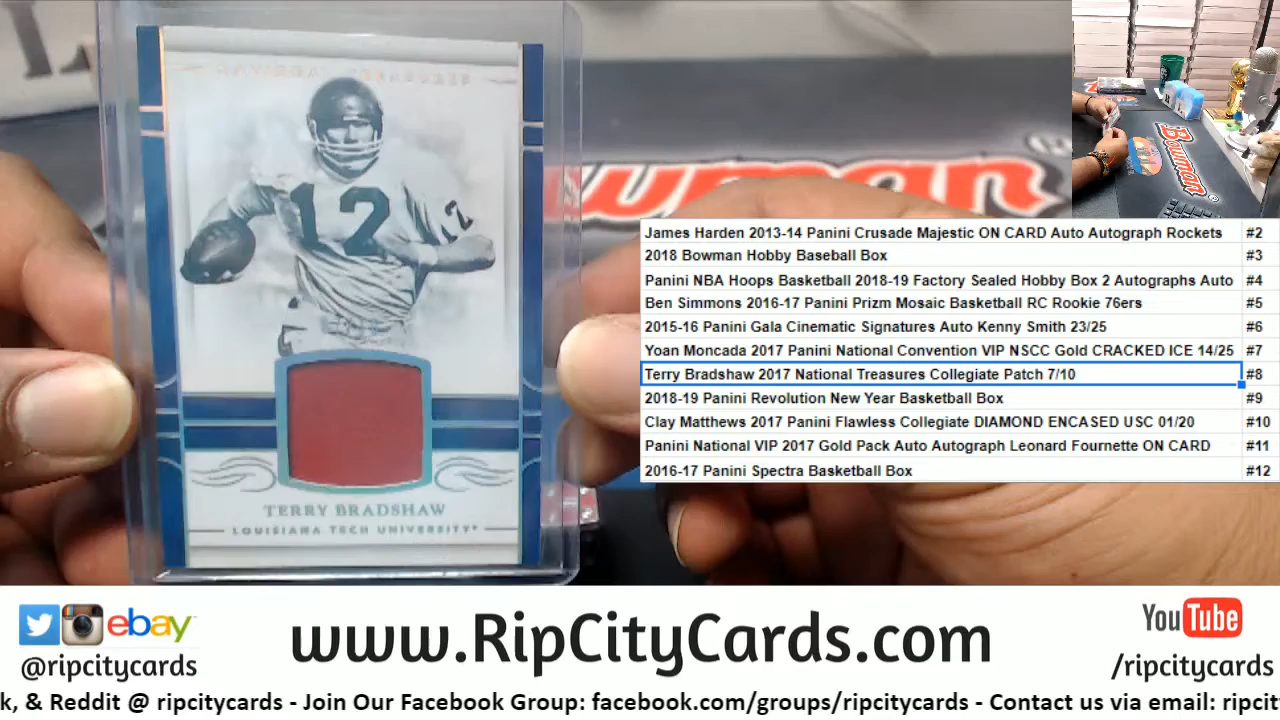 NATIONAL TREASURES
12
12
TERRY BRADSHAW
LOUISIANA TECH UNIVERSITY
Bowman
James Harden 2013-14 Panini Crusade Majestic ON CARD Auto Autograph Rockets #2
2018 Bowman Hobby Baseball Box #3
Panini NBA Hoops Basketball 2018-19 Factory Sealed Hobby Box 2 Autographs Auto #4
Ben Simmons 2016-17 Panini Prizm Mosaic Basketball RC Rookie 76ers #5
2015-16 Panini Gala Cinematic Signatures Auto Kenny Smith 23/25 #6
Yoan Moncada 2017 Panini National Convention VIP NSCC Gold CRACKED ICE 14/25 #7
Terry Bradshaw 2017 National Treasures Collegiate Patch 7/10 #8
2018-19 Panini Revolution New Year Basketball Box #9
Clay Matthews 2017 Panini Flawless Collegiate DIAMOND ENCASED USC 01/20 #10
Panini National VIP 2017 Gold Pack Auto Autograph Leonard Fournette ON CARD #11
2016-17 Panini Spectra Basketball Box #12
ebay
@ripcitycards
www.RipCityCards.com
YouTube
/ripcitycards
k, & Reddit @ ripcitycards - Join Our Facebook Group: facebook.com/groups/ripcitycards - Contact us via email: ripcit